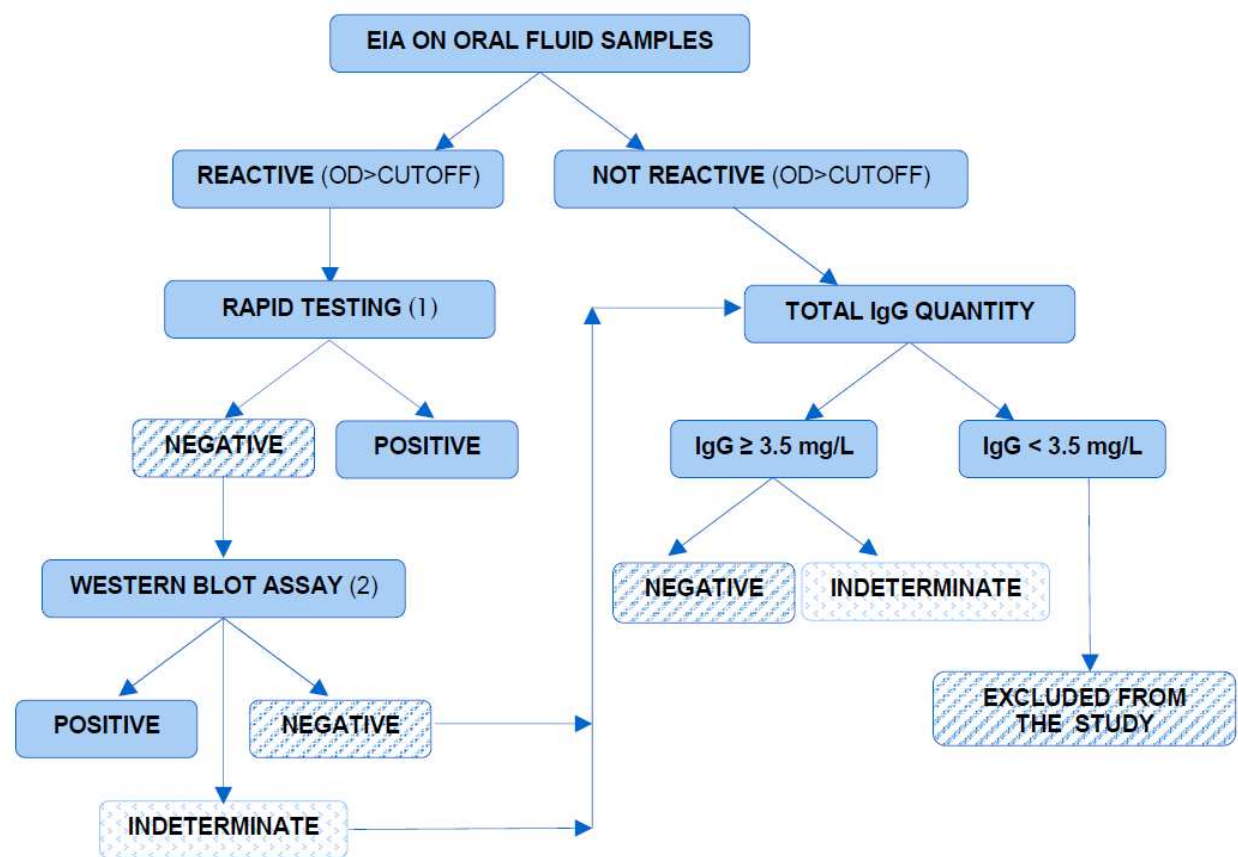 EIA ON ORAL FLUID SAMPLES
REACTIVE (OD>CUTOFF)
NOT REACTIVE (OD>CUTOFF)
RAPID TESTING (1)
TOTAL IgG QUANTITY
NEGATIVE
POSITIVE
IgG ≥ 3.5 mg/L
IgG < 3.5 mg/L
WESTERN BLOT ASSAY (2)
NEGATIVE
INDETERMINATE
POSITIVE
NEGATIVE
EXCLUDED FROM
THE STUDY
INDETERMINATE